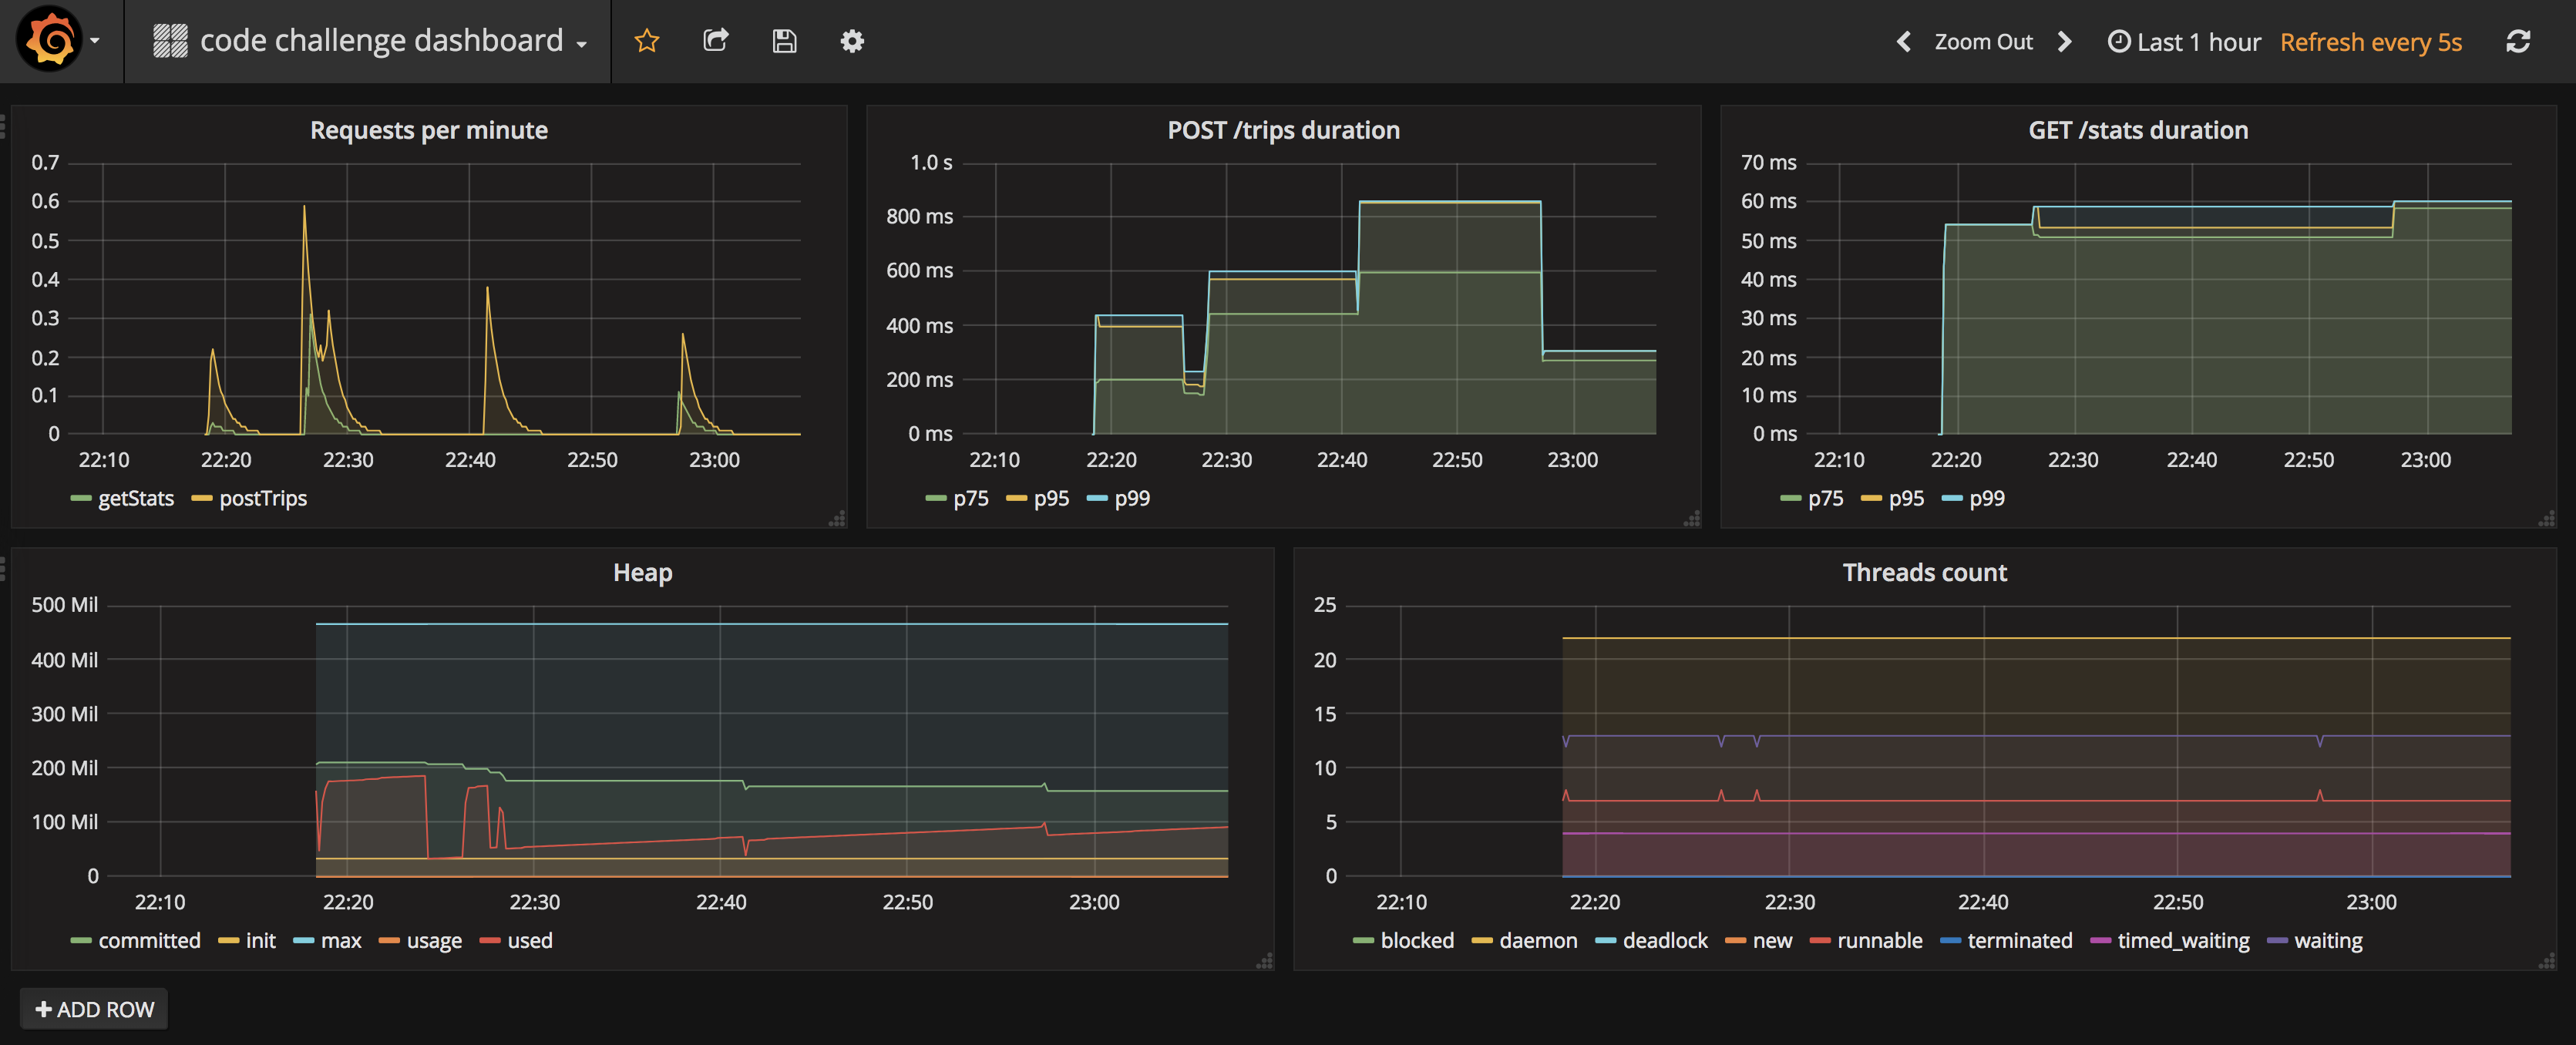 code challenge dashboard
Zoom Out
Last 1 hour
Refresh every 5s
Requests per minute
0.7
0.6
0.5
0.4
0.3
0.2
0.1
0
22:10 22:20 22:30 22:40 22:50 23:00
getStats postTrips
POST /trips duration
1.0 s
800 ms
600 ms
400 ms
200 ms
0 ms
22:10 22:20 22:30 22:40 22:50 23:00
p75 p95 p99
GET /stats duration
70 ms
60 ms
50 ms
40 ms
30 ms
20 ms
10 ms
0 ms
22:10 22:20 22:30 22:40 22:50 23:00
p75 p95 p99
Heap
500 Mil
400 Mil
300 Mil
200 Mil
100 Mil
0
22:10 22:20 22:30 22:40 22:50 23:00
committed init max usage used
Threads count
25
20
15
10
5
0
22:10 22:20 22:30 22:40 22:50 23:00
blocked daemon deadlock new runnable terminated timed_waiting waiting
+ ADD ROW